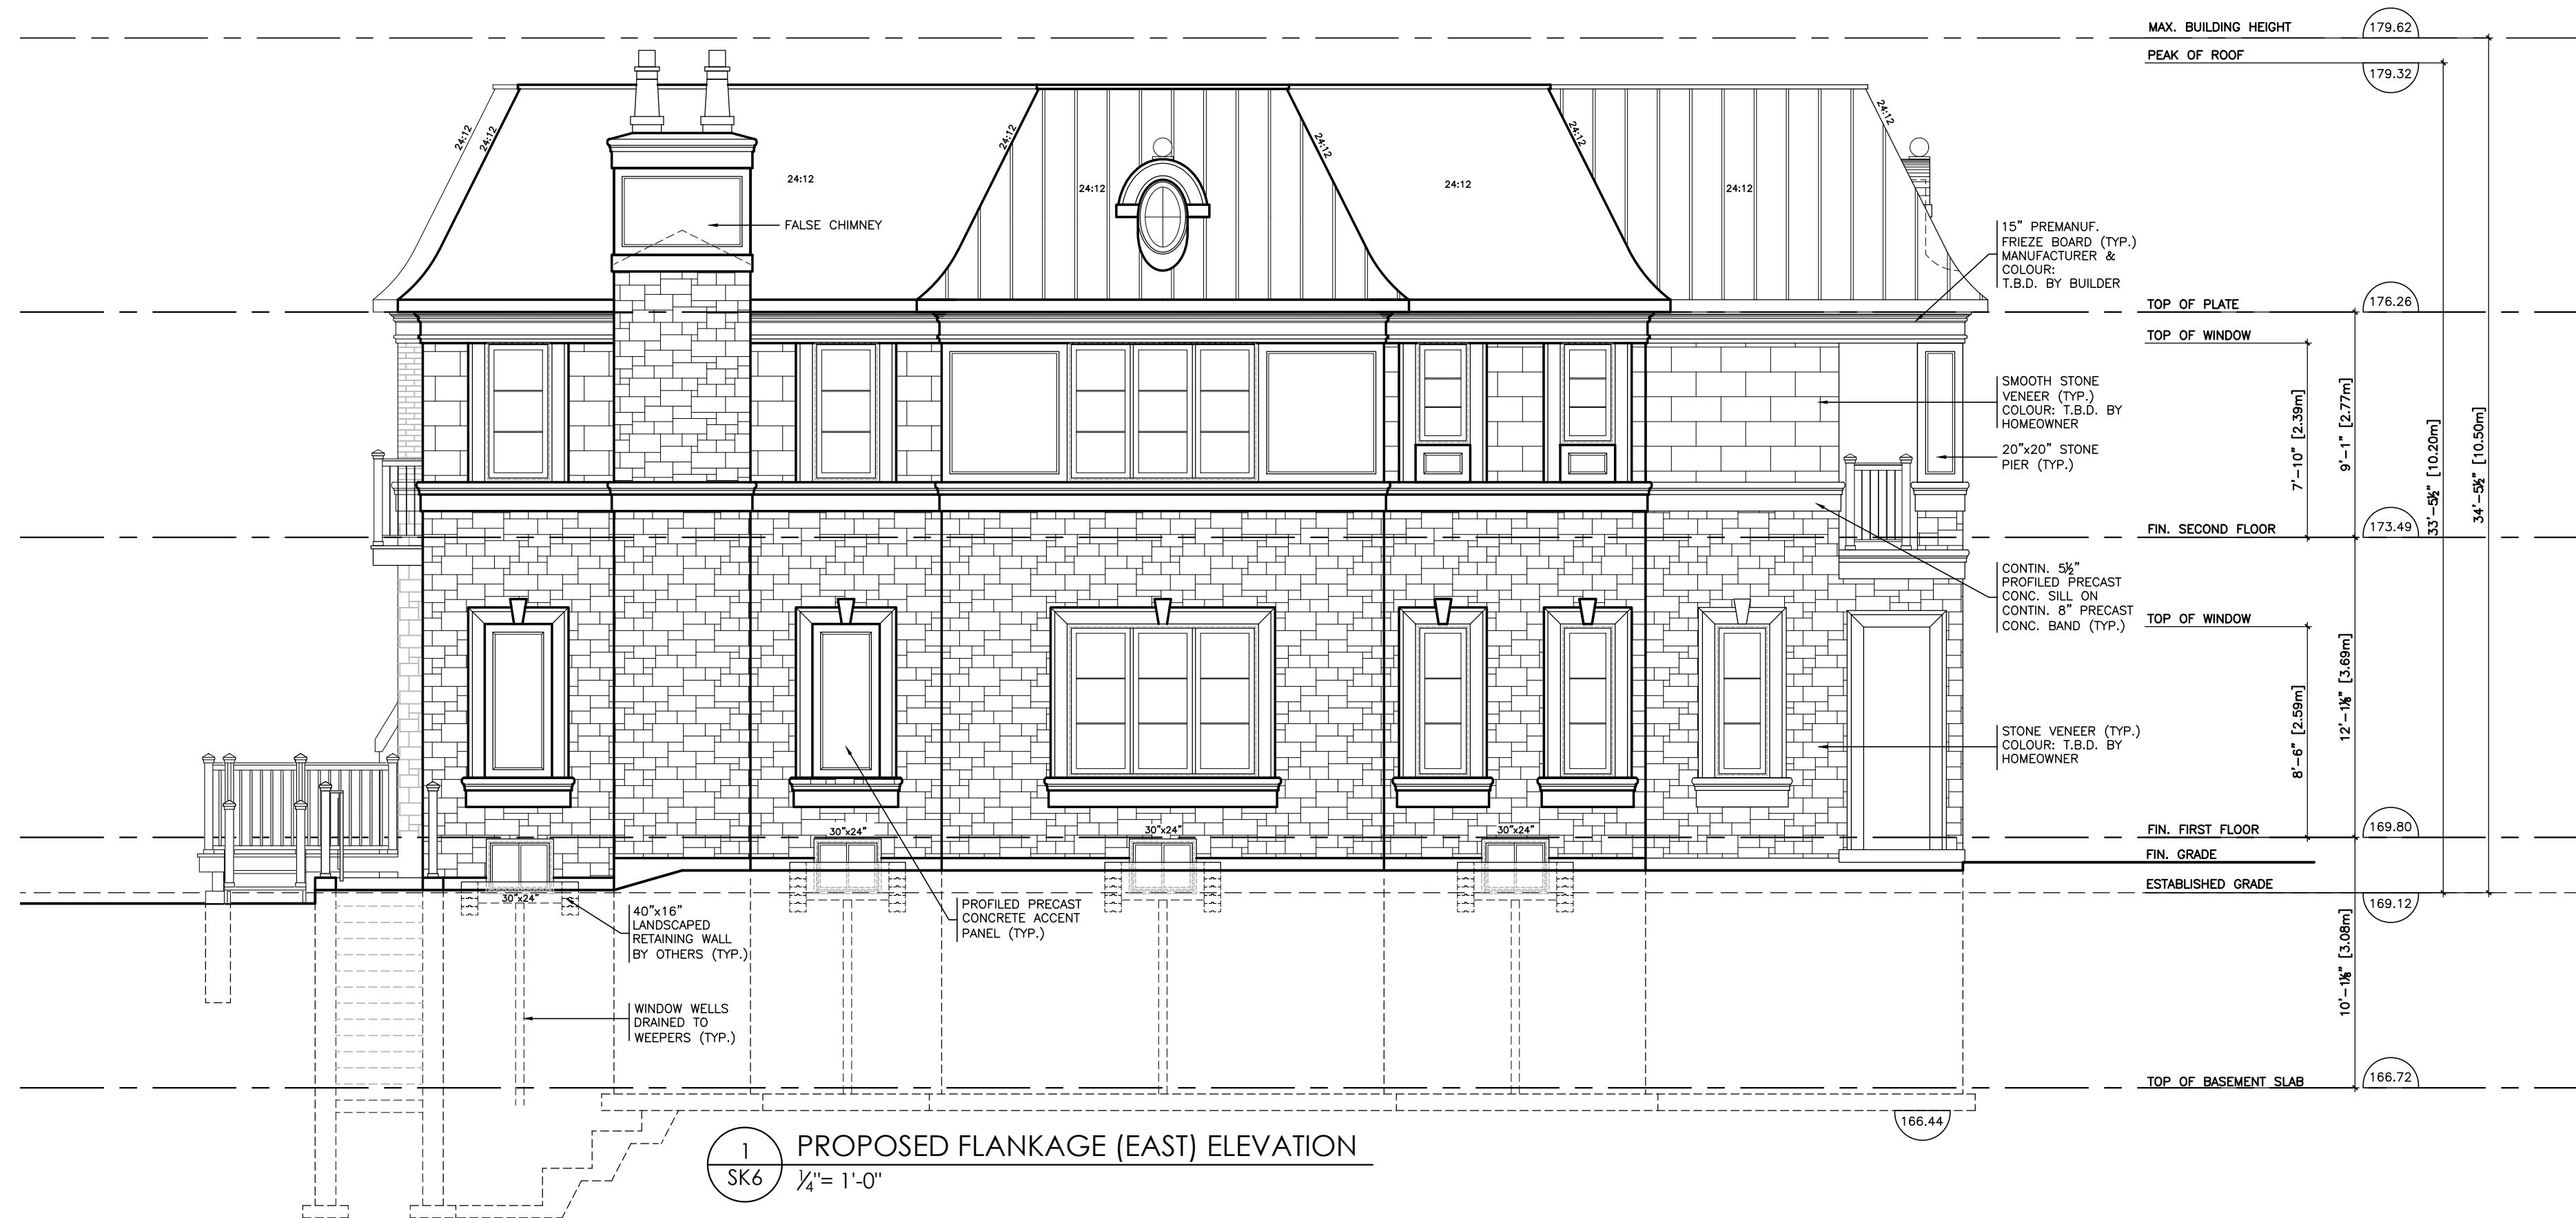 MAX. BUILDING HEIGHT
179.62
PEAK OF ROOF
179.32
24:12
24:12
24:12
24:12
24:12
24:12
24:12
24:12
24:12
24:12
FALSE CHIMNEY
15" PREMANUF.
FRIEZE BOARD (TYP.)
MANUFACTURER &
COLOUR:
T.B.D. BY BUILDER
TOP OF PLATE
176.26
TOP OF WINDOW
SMOOTH STONE
VENEER (TYP.)
COLOUR: T.B.D. BY
HOMEOWNER
20"x20" STONE
PIER (TYP.)
7'-10" [2.39m]
9'-1" [2.77m]
33'-5½" [10.20m]
34'-5½" [10.50m]
FIN. SECOND FLOOR
173.49
CONTIN. 5½"
PROFILED PRECAST
CONC. SILL ON
CONTIN. 8" PRECAST
CONC. BAND (TYP.)
TOP OF WINDOW
8'-6" [2.59m]
12'-1⅛" [3.69m]
STONE VENEER (TYP.)
COLOUR: T.B.D. BY
HOMEOWNER
30"x24"
30"x24"
30"x24"
FIN. FIRST FLOOR
169.80
FIN. GRADE
ESTABLISHED GRADE
169.12
30"x24"
40"x16"
LANDSCAPED
RETAINING WALL
BY OTHERS (TYP.)
PROFILED PRECAST
CONCRETE ACCENT
PANEL (TYP.)
10'-1⅛" [3.08m]
WINDOW WELLS
DRAINED TO
WEEPERS (TYP.)
TOP OF BASEMENT SLAB
166.72
166.44
1
SK6
PROPOSED FLANKAGE (EAST) ELEVATION
¼"= 1'-0"